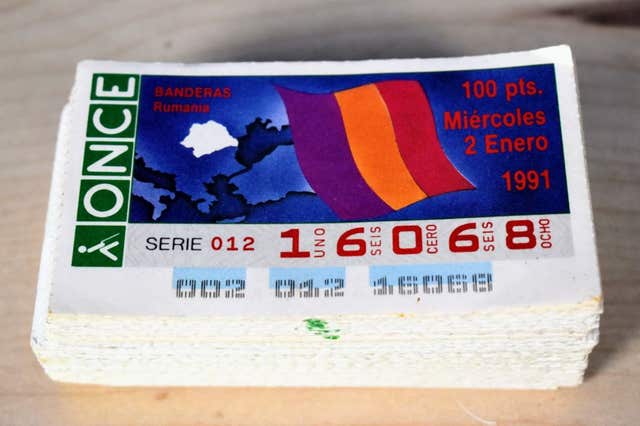 ONCE
BANDERAS
Rumania
100 pts.
Miércoles
2 Enero
1991
SERIE 012
1 UNO 6 SEIS 0 CERO 6 SEIS 8 OCHO
002 012 16068